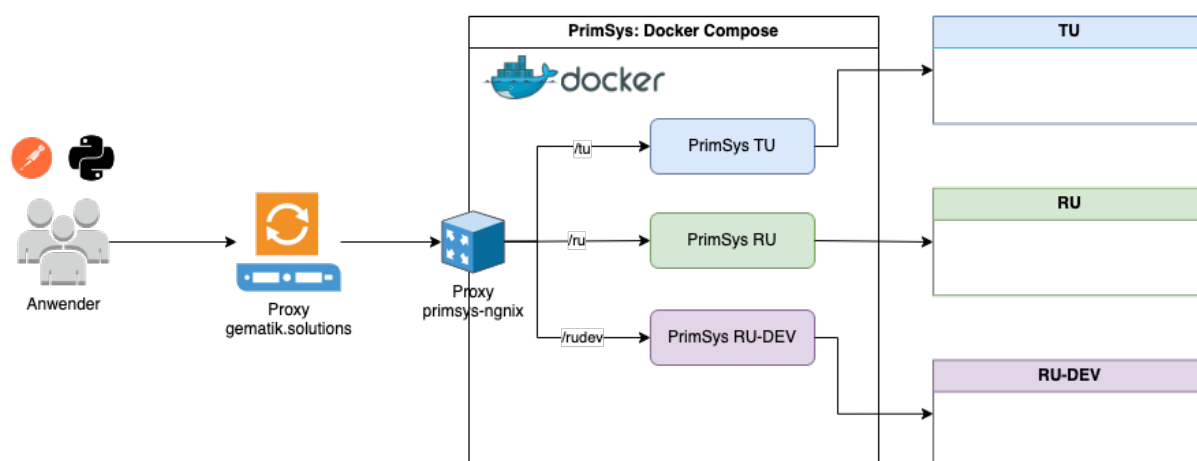 PrimSys: Docker Compose
docker
TU
/tu
PrimSys TU
RU
/ru
PrimSys RU
Anwender
Proxy
gematik.solutions
Proxy
primsys-ngnix
/rudev
PrimSys RU-DEV
RU-DEV